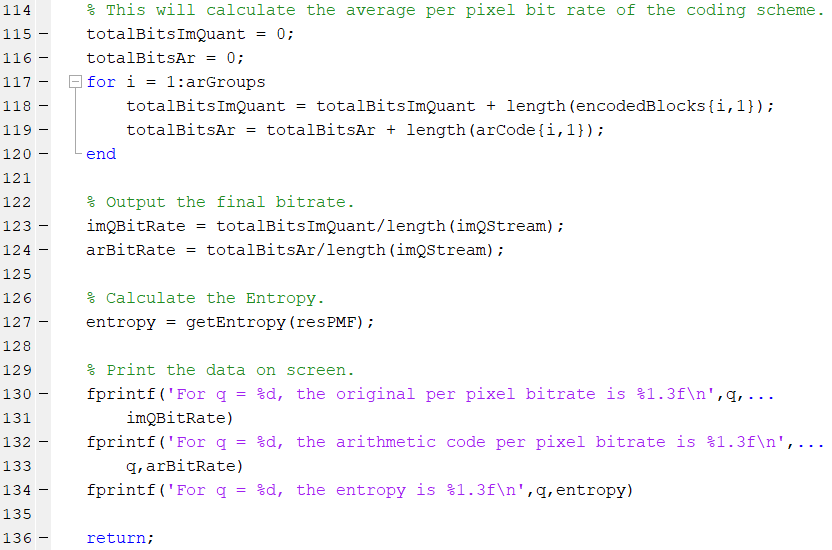 114 % This will calculate the average per pixel bit rate of the coding scheme.
115 - totalBitsImQuant = 0;
116 - totalBitsAr = 0;
117 - for i = 1:arGroups
118 - totalBitsImQuant = totalBitsImQuant + length(encodedBlocks{i,1});
119 - totalBitsAr = totalBitsAr + length(arCode{i,1});
120 - end
121
122 % Output the final bitrate.
123 - imQBitRate = totalBitsImQuant/length(imQStream);
124 - arBitRate = totalBitsAr/length(imQStream);
125
126 % Calculate the Entropy.
127 - entropy = getEntropy(resPMF);
128
129 % Print the data on screen.
130 - fprintf('For q = %d, the original per pixel bitrate is %1.3f\n',q,...
131 imQBitRate)
132 - fprintf('For q = %d, the arithmetic code per pixel bitrate is %1.3f\n',...
133 q,arBitRate)
134 - fprintf('For q = %d, the entropy is %1.3f\n',q,entropy)
135
136 - return;